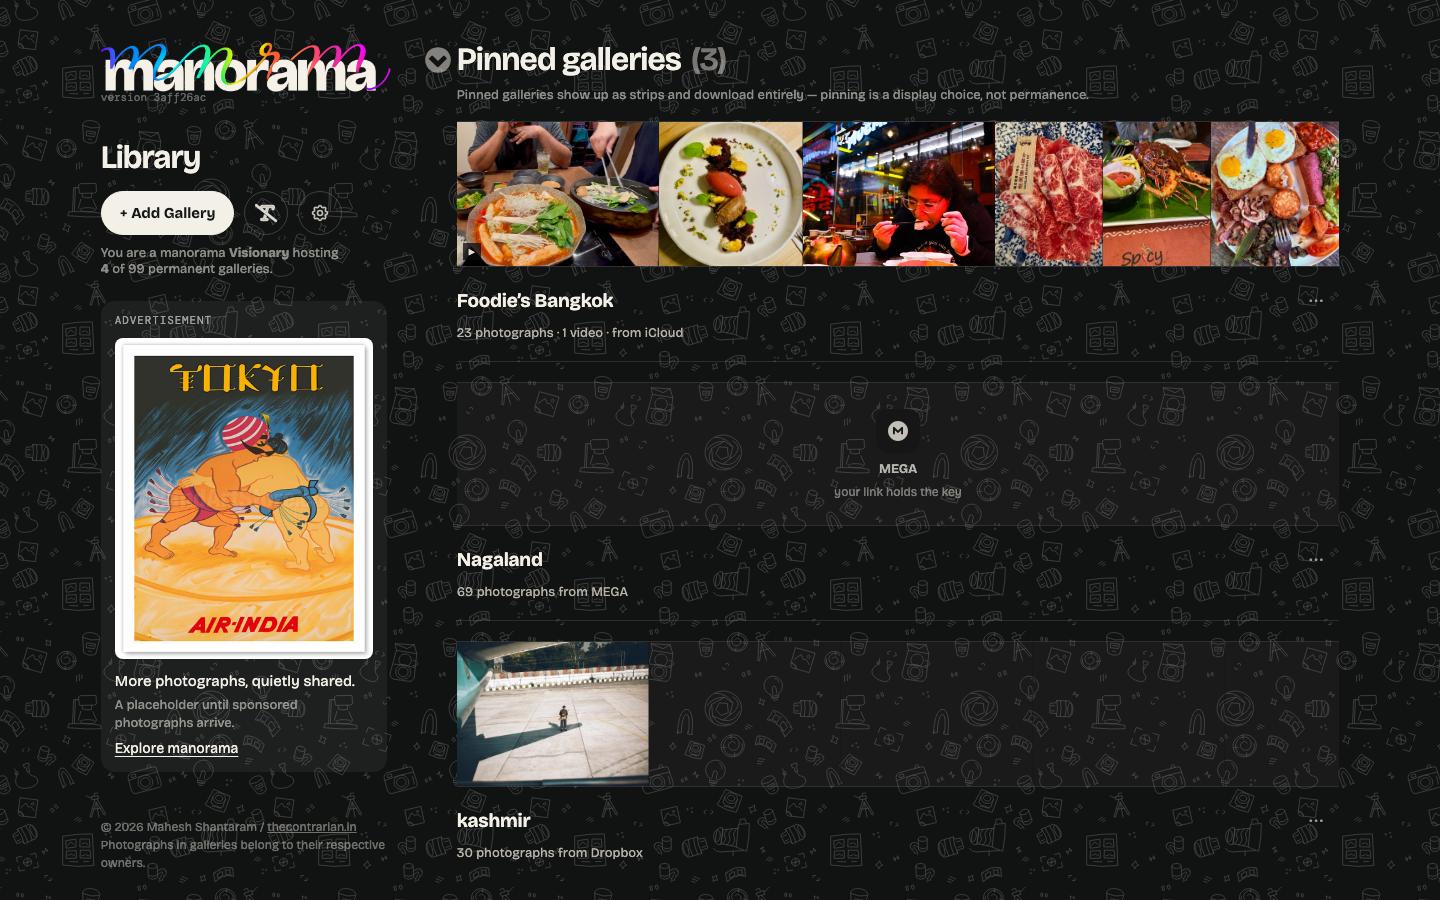 manorama
version 3aff26ac
Library
+ Add Gallery
You are a manorama Visionary hosting
4 of 99 permanent galleries.
ADVERTISEMENT
TOKYO
AIR-INDIA
More photographs, quietly shared.
A placeholder until sponsored
photographs arrive.
Explore manorama
© 2026 Mahesh Shantaram / thecontrarian.in
Photographs in galleries belong to their respective
owners.
Pinned galleries (3)
Pinned galleries show up as strips and download entirely — pinning is a display choice, not permanence.
Spicy
Foodie's Bangkok
23 photographs · 1 video · from iCloud
MEGA
your link holds the key
Nagaland
69 photographs from MEGA
kashmir
30 photographs from Dropbox